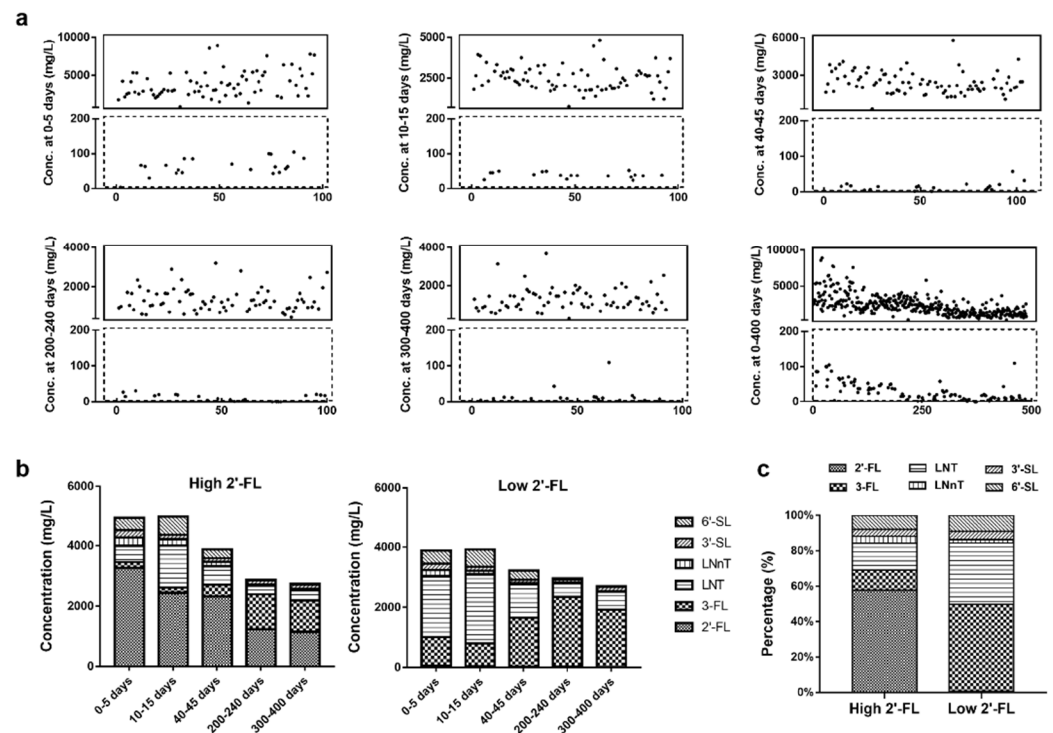 a
Conc. at 0-5 days (mg/L)
10000
5000
200
100
0
0
50
100
Conc. at 10-15 days (mg/L)
5000
2500
200
100
0
0
50
100
Conc. at 40-45 days (mg/L)
6000
3000
200
100
0
0
50
100
Conc. at 200-240 days (mg/L)
4000
2000
200
100
0
0
50
100
Conc. at 300-400 days (mg/L)
4000
2000
200
100
0
0
50
100
Conc. at 0-400 days (mg/L)
10000
5000
200
100
0
0
250
500
b
High 2'-FL
Concentration (mg/L)
6000
4000
2000
0
0-5 days
10-15 days
40-45 days
200-240 days
300-400 days
Low 2'-FL
Concentration (mg/L)
6000
4000
2000
0
0-5 days
10-15 days
40-45 days
200-240 days
300-400 days
6'-SL
3'-SL
LNnT
LNT
3-FL
2'-FL
c
2'-FL LNT 3'-SL
3-FL LNnT 6'-SL
Percentage (%)
100%
80%
60%
40%
20%
0%
High 2'-FL
Low 2'-FL